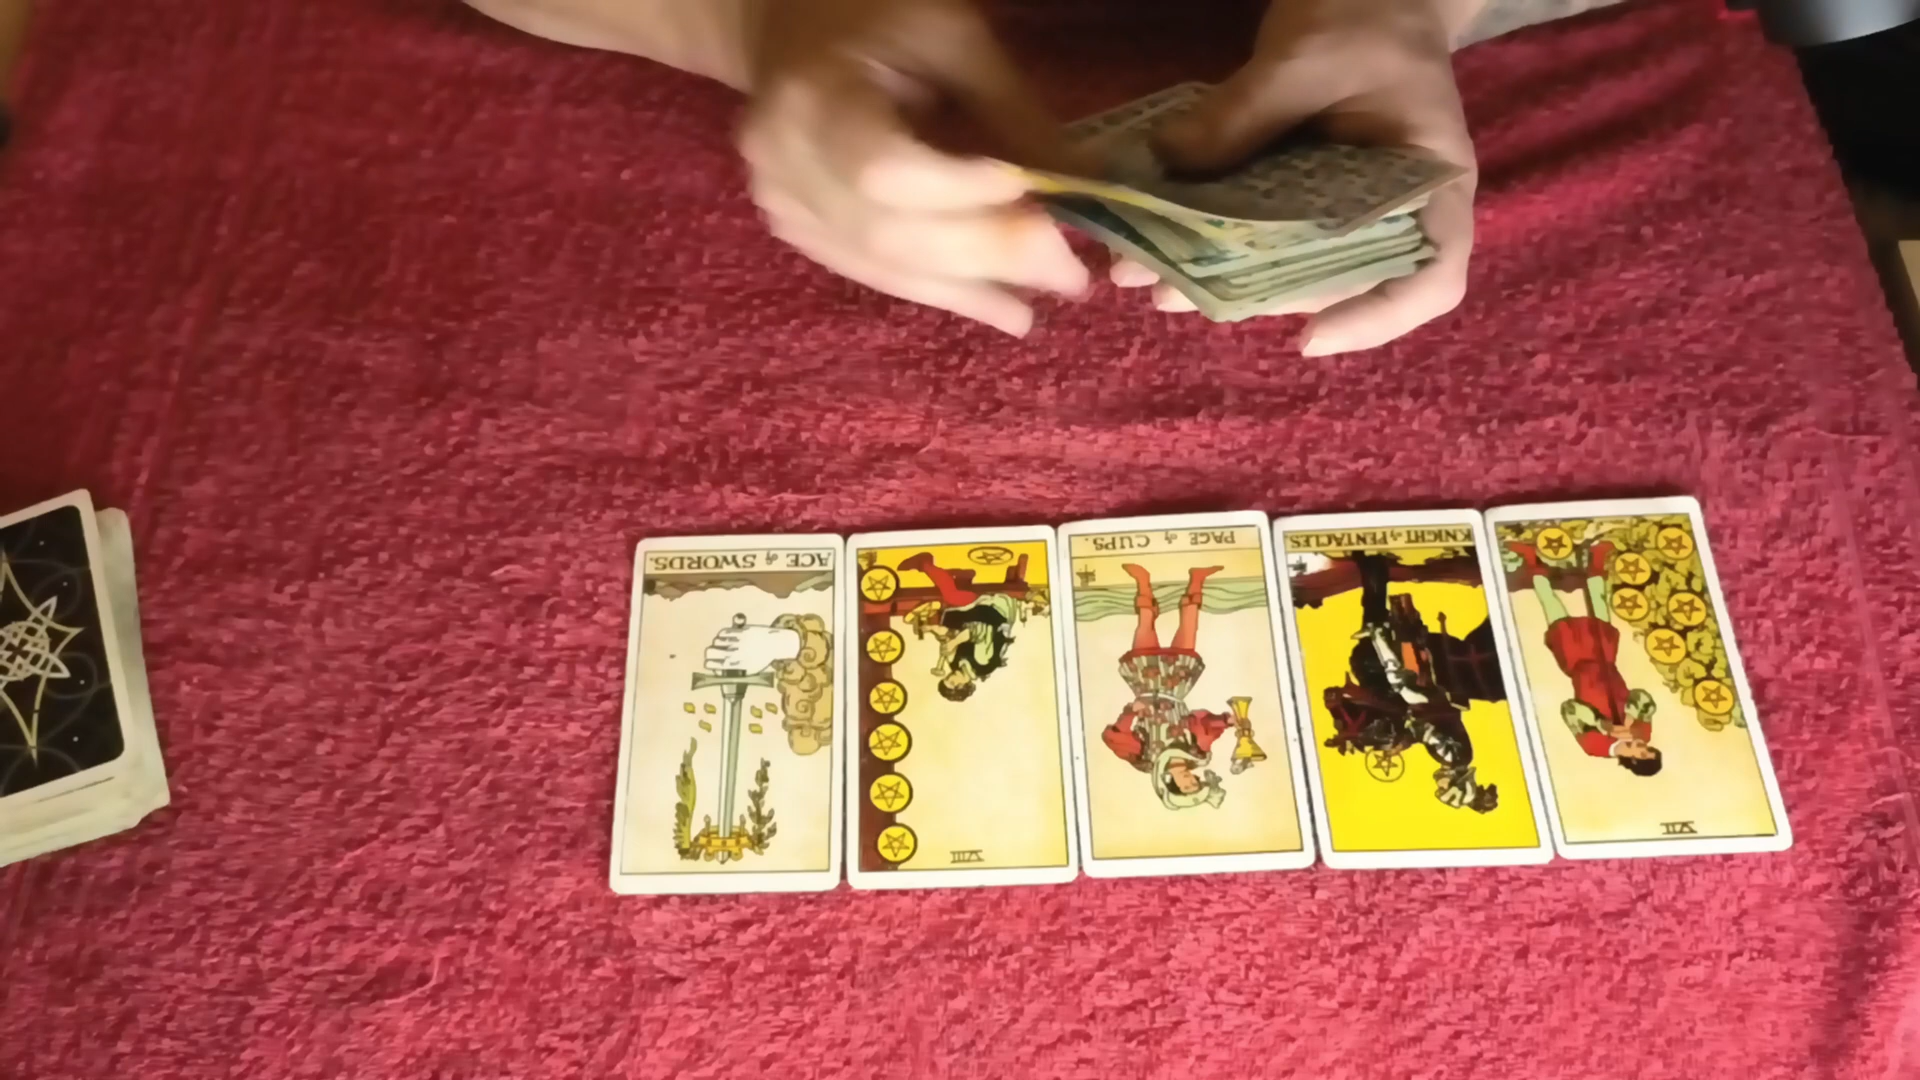 ACE of SWORDS.
VIII
PAGE of CUPS.
KNIGHT of PENTACLES.
VII